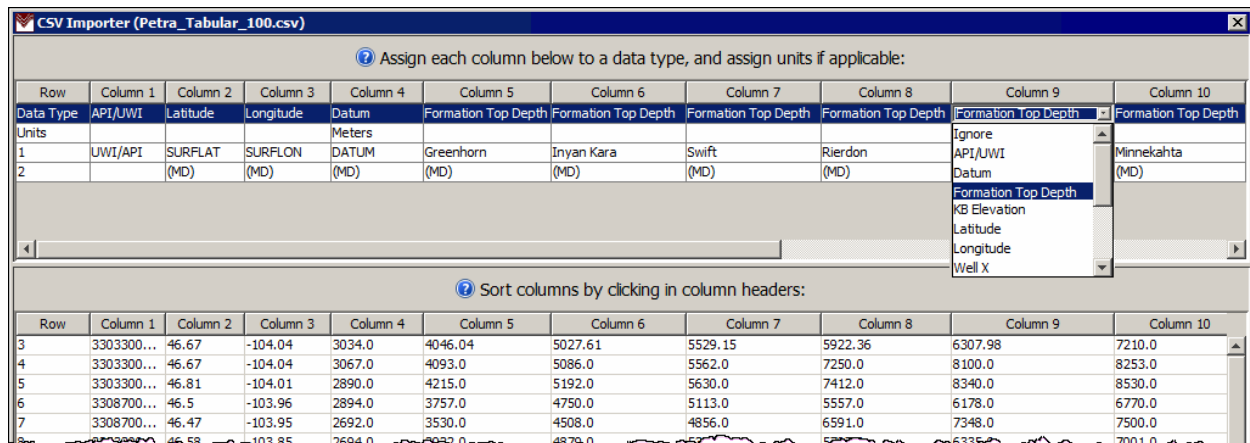 CSV Importer (Petra_Tabular_100.csv)
Assign each column below to a data type, and assign units if applicable:
Row Column 1 Column 2 Column 3 Column 4 Column 5 Column 6 Column 7 Column 8 Column 9 Column 10
Data Type API/UWI Latitude Longitude Datum Formation Top Depth Formation Top Depth Formation Top Depth Formation Top Depth Formation Top Depth Formation Top Depth
Units Meters
1 UWI/API SURFLAT SURFLON DATUM Greenhorn Inyan Kara Swift Rierdon Minnekahta
2 (MD) (MD) (MD) (MD) (MD) (MD) (MD) (MD)
Ignore
API/UWI
Datum
Formation Top Depth
KB Elevation
Latitude
Longitude
Well X
Sort columns by clicking in column headers:
Row Column 1 Column 2 Column 3 Column 4 Column 5 Column 6 Column 7 Column 8 Column 9 Column 10
3 3303300... 46.67 -104.04 3034.0 4046.04 5027.61 5529.15 5922.36 6307.98 7210.0
4 3303300... 46.67 -104.04 3067.0 4093.0 5086.0 5562.0 7250.0 8100.0 8253.0
5 3303300... 46.81 -104.01 2890.0 4215.0 5192.0 5630.0 7412.0 8340.0 8530.0
6 3308700... 46.5 -103.96 2894.0 3757.0 4750.0 5113.0 5557.0 6178.0 6770.0
7 3308700... 46.47 -103.95 2692.0 3530.0 4508.0 4856.0 6591.0 7348.0 7500.0
46.58 -103.85 2694.0 4879.0 7001.0